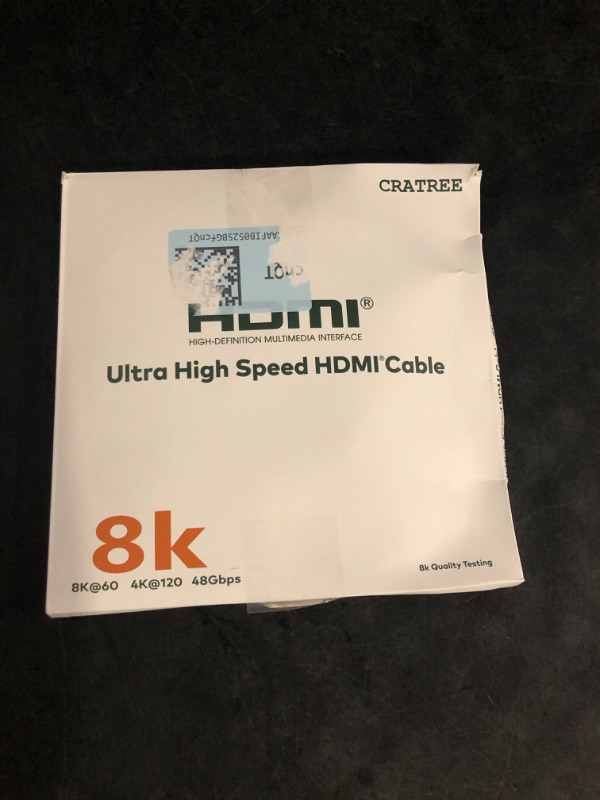 CRATREE
HDMI®
HIGH-DEFINITION MULTIMEDIA INTERFACE
Ultra High Speed HDMI® Cable
8k
8K@60 4K@120 48Gbps
8k Quality Testing
cnQT